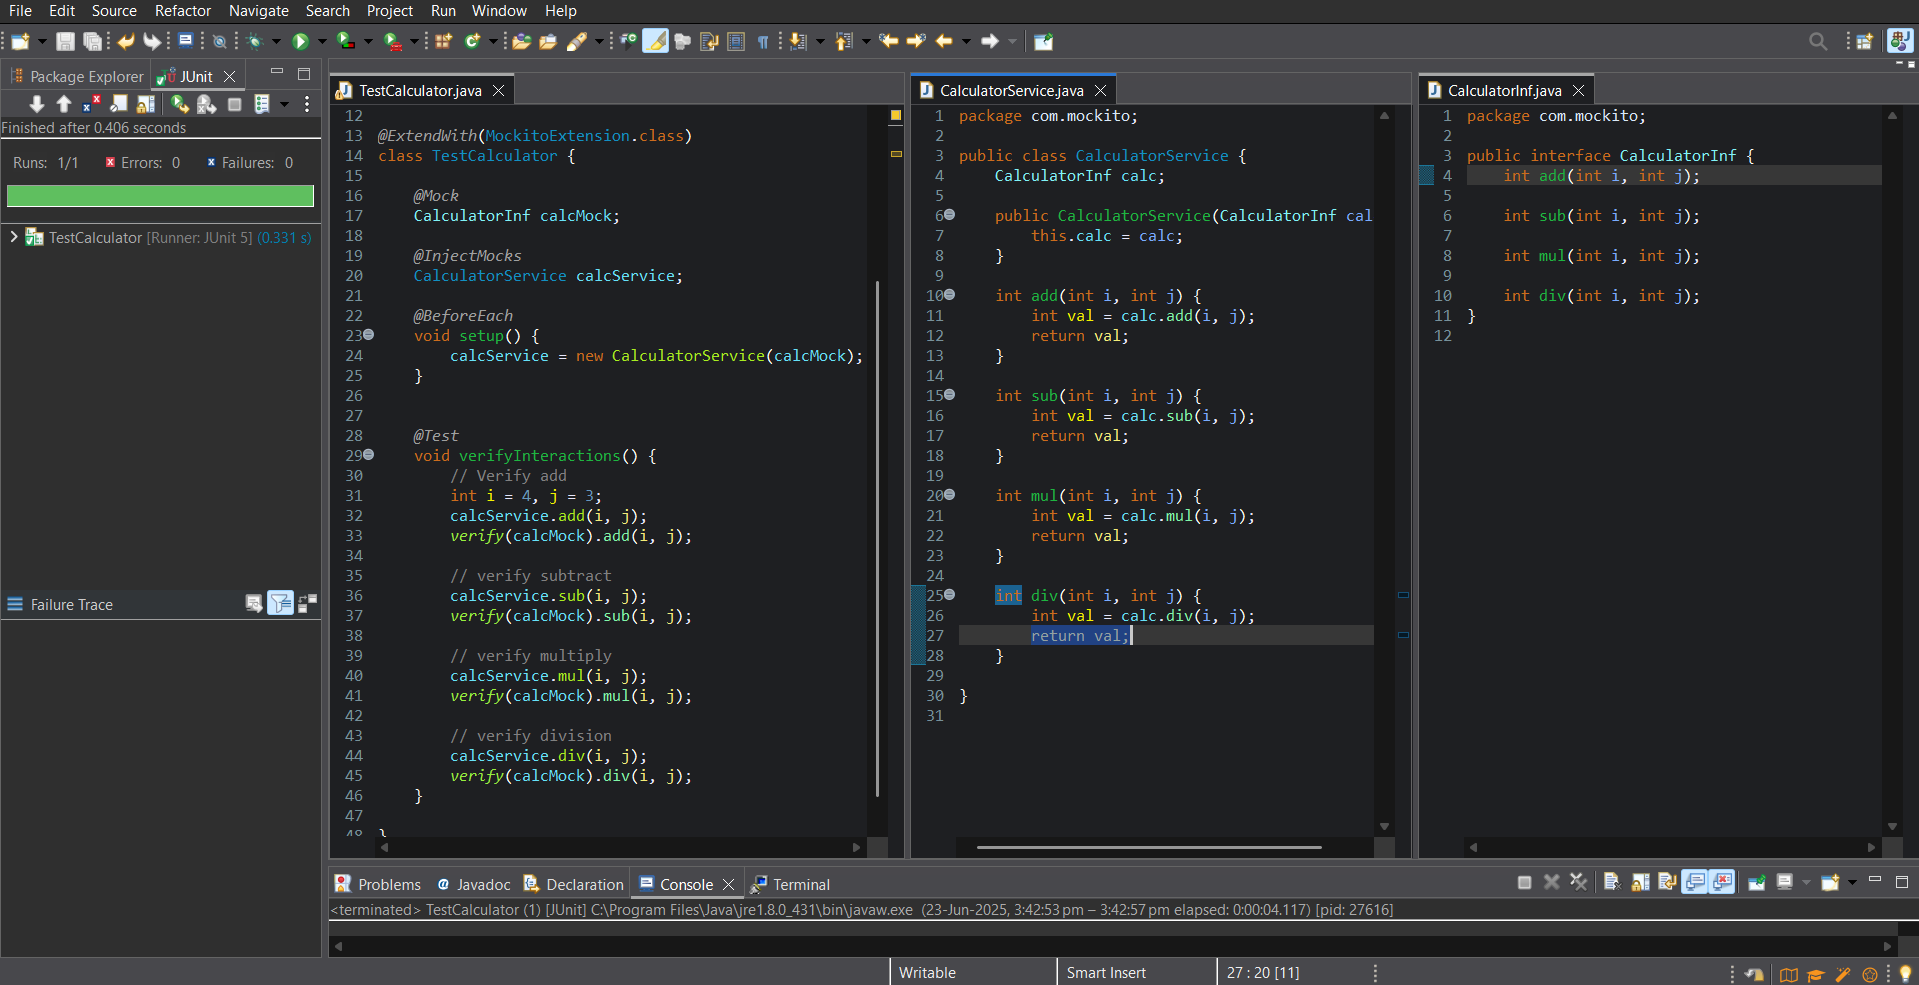 File Edit Source Refactor Navigate Search Project Run Window Help
Package Explorer JUnit
Finished after 0.406 seconds
Runs: 1/1 Errors: 0 Failures: 0
TestCalculator [Runner: JUnit 5] (0.331 s)
Failure Trace
TestCalculator.java
12
13 @ExtendWith(MockitoExtension.class)
14 class TestCalculator {
15
16 @Mock
17 CalculatorInf calcMock;
18
19 @InjectMocks
20 CalculatorService calcService;
21
22 @BeforeEach
23 void setup() {
24 calcService = new CalculatorService(calcMock);
25 }
26
27
28 @Test
29 void verifyInteractions() {
30 // Verify add
31 int i = 4, j = 3;
32 calcService.add(i, j);
33 verify(calcMock).add(i, j);
34
35 // verify subtract
36 calcService.sub(i, j);
37 verify(calcMock).sub(i, j);
38
39 // verify multiply
40 calcService.mul(i, j);
41 verify(calcMock).mul(i, j);
42
43 // verify division
44 calcService.div(i, j);
45 verify(calcMock).div(i, j);
46 }
47
48 }
CalculatorService.java
1 package com.mockito;
2
3 public class CalculatorService {
4 CalculatorInf calc;
5
6 public CalculatorService(CalculatorInf cal
7 this.calc = calc;
8 }
9
10 int add(int i, int j) {
11 int val = calc.add(i, j);
12 return val;
13 }
14
15 int sub(int i, int j) {
16 int val = calc.sub(i, j);
17 return val;
18 }
19
20 int mul(int i, int j) {
21 int val = calc.mul(i, j);
22 return val;
23 }
24
25 int div(int i, int j) {
26 int val = calc.div(i, j);
27 return val;
28 }
29
30 }
31
CalculatorInf.java
1 package com.mockito;
2
3 public interface CalculatorInf {
4 int add(int i, int j);
5
6 int sub(int i, int j);
7
8 int mul(int i, int j);
9
10 int div(int i, int j);
11 }
12
Problems Javadoc Declaration Console Terminal
<terminated> TestCalculator (1) [JUnit] C:\Program Files\Java\jre1.8.0_431\bin\javaw.exe (23-Jun-2025, 3:42:53 pm – 3:42:57 pm elapsed: 0:00:04.117) [pid: 27616]
Writable Smart Insert 27 : 20 [11]